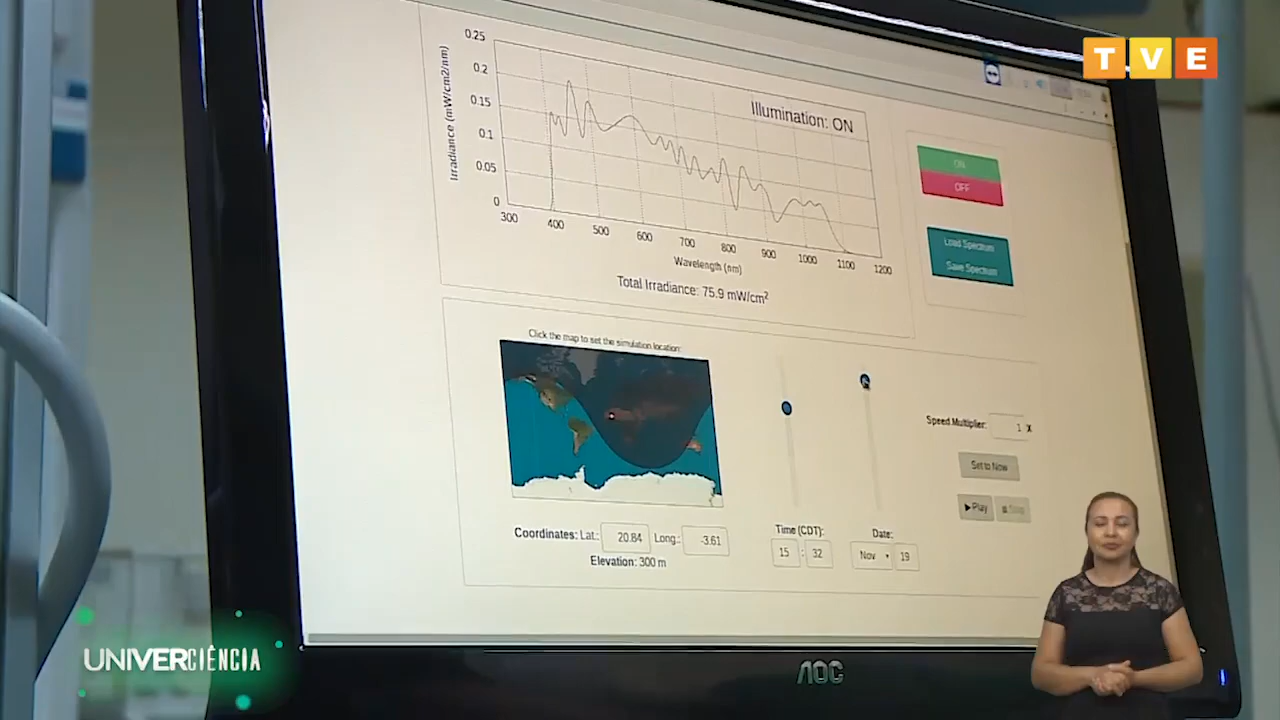 TVE
Illumination: ON
Irradiance (mW/cm2/nm)
0.25
0.2
0.15
0.1
0.05
0
300 400 500 600 700 800 900 1000 1100 1200
Wavelength (nm)
Total Irradiance: 75.9 mW/cm²
ON
OFF
Load Spectrum
Save Spectrum
Click the map to set the simulation location:
Speed Multiplier: 1 X
Set to Now
Play Stop
Coordinates: Lat.: 20.84 Long.: -3.61
Elevation: 300 m
Time (CDT):
15 : 32
Date:
Nov 19
UNIVERCIÊNCIA
AOC